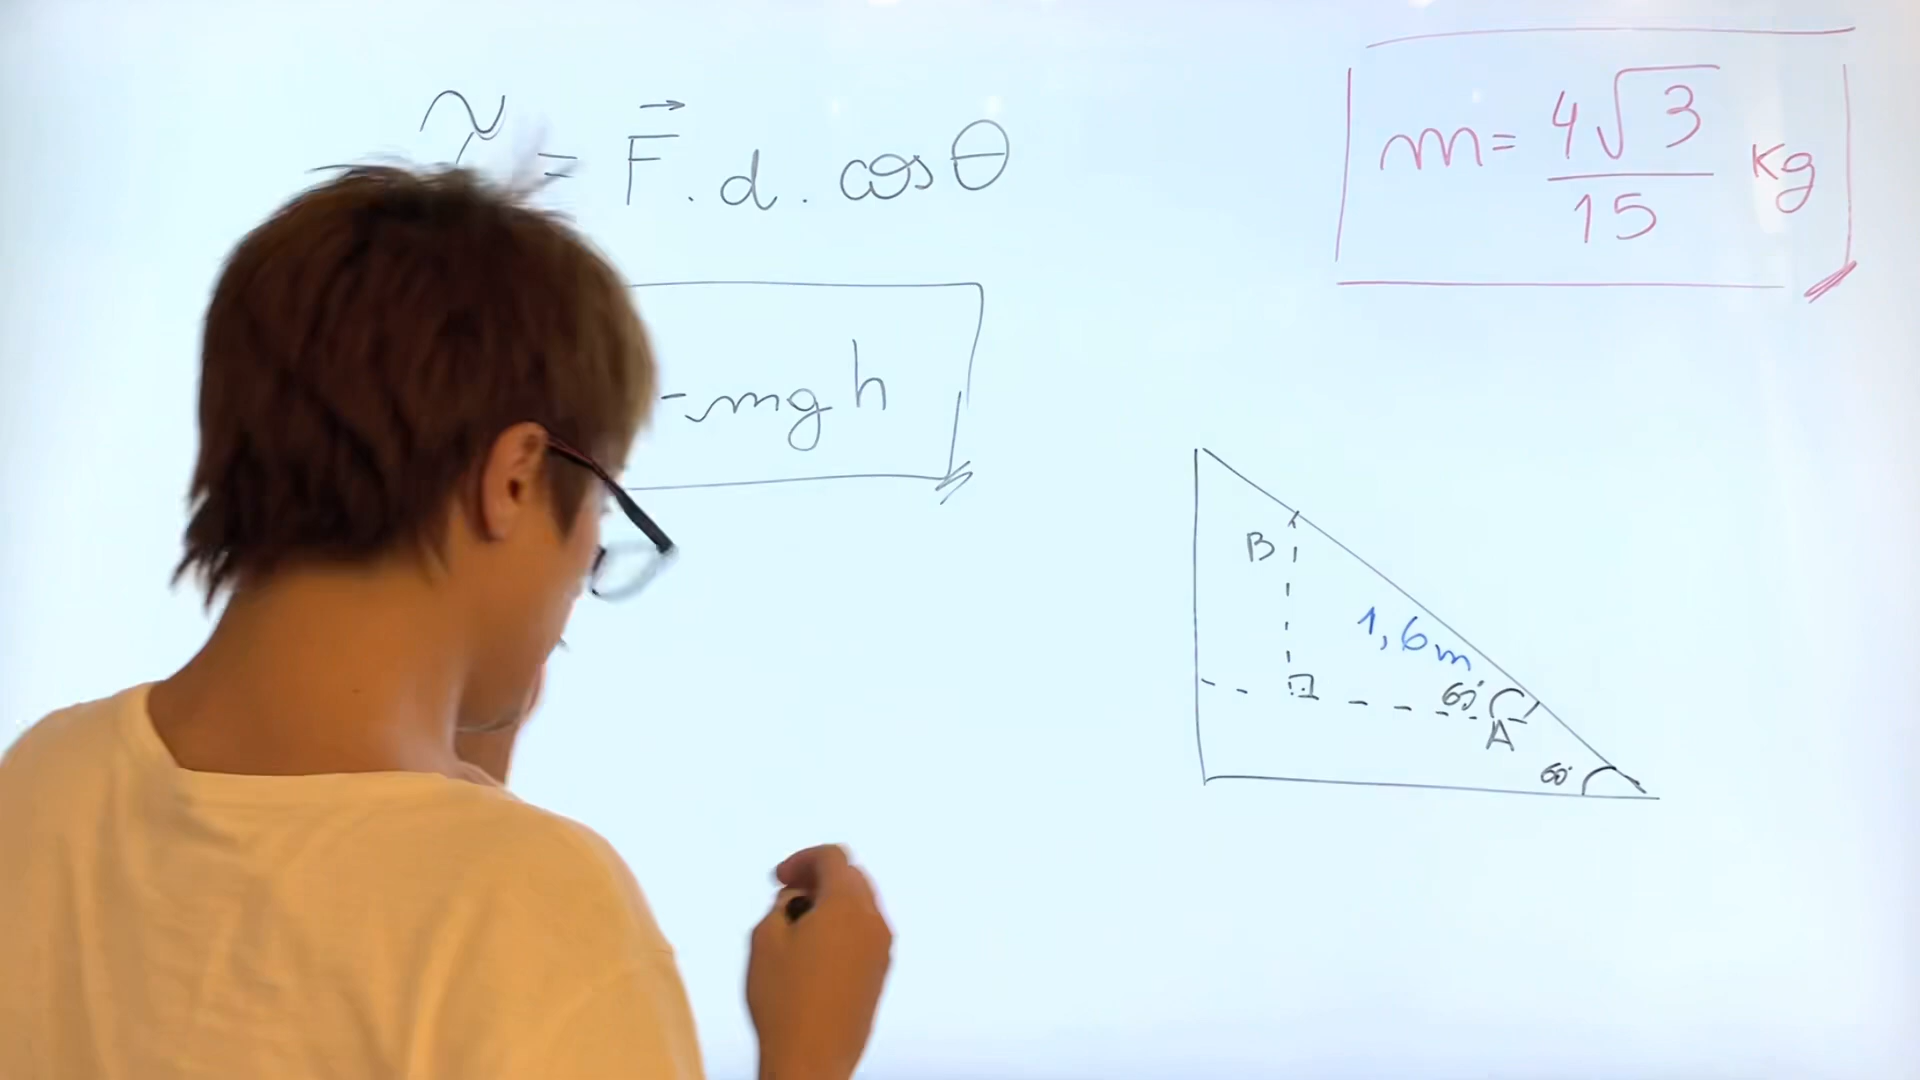 τ = F⃗ . d . cos θ
m = 4√3/15 kg
- mgh
B
1,6m
60°
A
60°